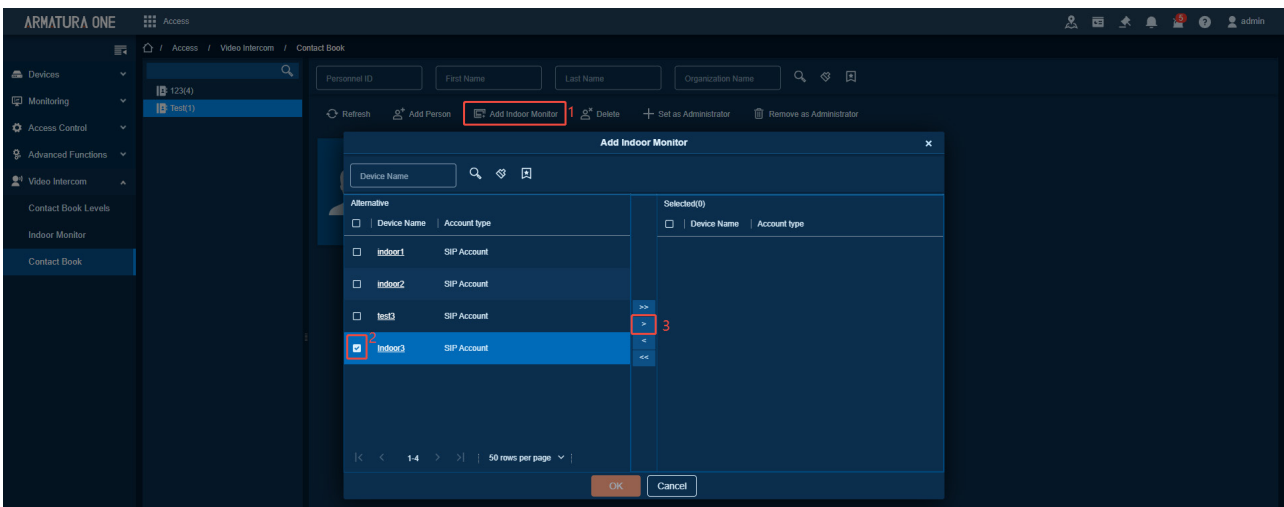 ARMATURA ONE
Access
5
admin
/ Access / Video Intercom / Contact Book
Devices
Monitoring
Access Control
Advanced Functions
Video Intercom
Contact Book Levels
Indoor Monitor
Contact Book
123(4)
Test(1)
Personnel ID
First Name
Last Name
Organization Name
Refresh
Add Person
Add Indoor Monitor
1
Delete
Set as Administrator
Remove as Administrator
Add Indoor Monitor
×
Device Name
Alternative
Device Name | Account type
indoor1 SIP Account
indoor2 SIP Account
test3 SIP Account
2
Indoor3 SIP Account
>>
>
3
<
<<
Selected(0)
Device Name | Account type
|< < 1-4 > >| 50 rows per page
OK
Cancel